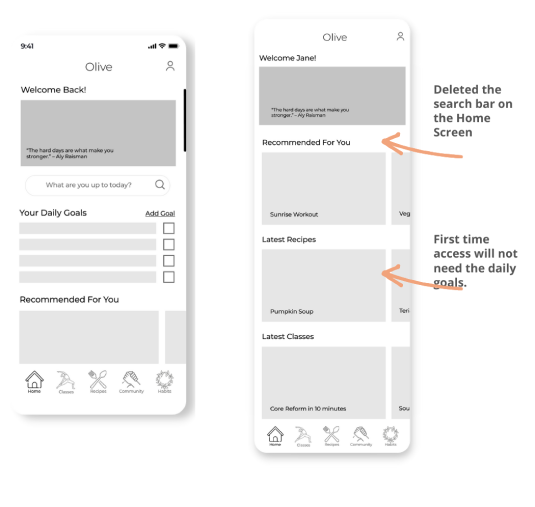 9:41
Olive
Welcome Back!
"The hard days are what make you
stronger." – Aly Raisman
What are you up to today?
Your Daily Goals
Add Goal
Recommended For You
Home
Classes
Recipes
Community
Habits
Olive
Welcome Jane!
"The hard days are what make you
stronger." – Aly Raisman
Recommended For You
Sunrise Workout
Veg
Latest Recipes
Pumpkin Soup
Teri
Latest Classes
Core Reform in 10 minutes
Sou
Home
Classes
Recipes
Community
Habits
Deleted the
search bar on
the Home
Screen
First time
access will not
need the daily
goals.